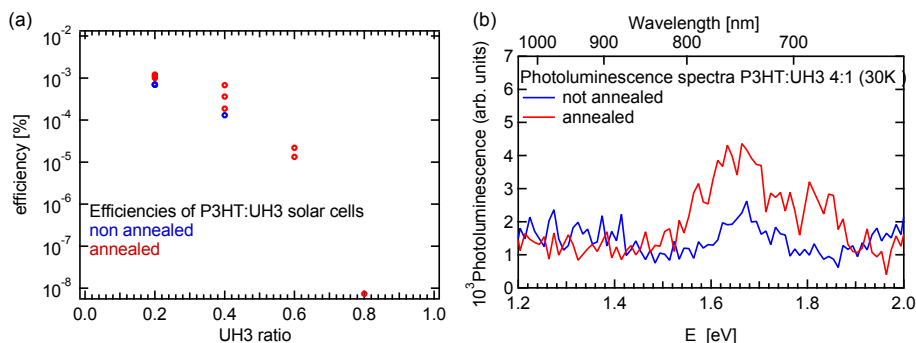 (a)
10-2
10-3
10-4
10-5
10-6
10-7
10-8
efficiency [%]
Efficiencies of P3HT:UH3 solar cells
non annealed
annealed
0.0 0.2 0.4 0.6 0.8 1.0
UH3 ratio
(b)
Wavelength [nm]
1000 900 800 700
7
6
5
4
3
2
1
0
10³Photoluminescence (arb. units)
Photoluminescence spectra P3HT:UH3 4:1 (30K )
not annealed
annealed
1.2 1.4 1.6 1.8 2.0
E [eV]